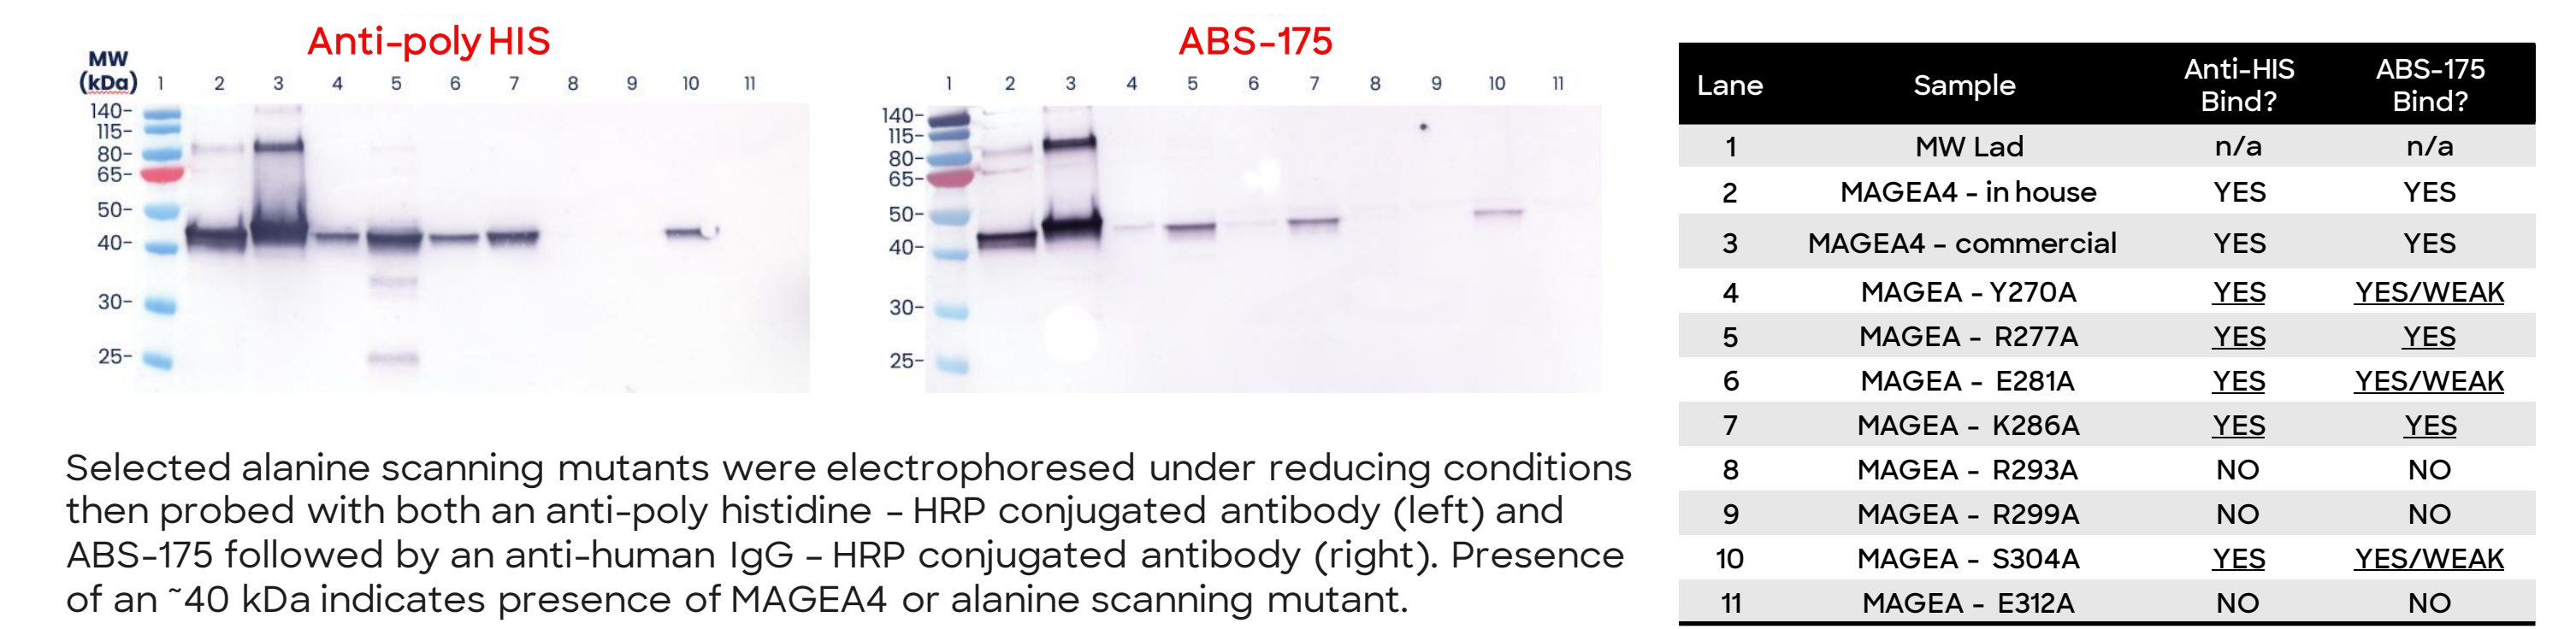 Anti-poly HIS
MW
(kDa) 1 2 3 4 5 6 7 8 9 10 11
140-
115-
80-
65-
50-
40-
30-
25-
ABS-175
1 2 3 4 5 6 7 8 9 10 11
140-
115-
80-
65-
50-
40-
30-
25-
Selected alanine scanning mutants were electrophoresed under reducing conditions
then probed with both an anti-poly histidine – HRP conjugated antibody (left) and
ABS-175 followed by an anti-human IgG – HRP conjugated antibody (right). Presence
of an ~40 kDa indicates presence of MAGEA4 or alanine scanning mutant.
Lane Sample Anti-HIS Bind? ABS-175 Bind?
1 MW Lad n/a n/a
2 MAGEA4 – in house YES YES
3 MAGEA4 – commercial YES YES
4 MAGEA – Y270A YES YES/WEAK
5 MAGEA – R277A YES YES
6 MAGEA – E281A YES YES/WEAK
7 MAGEA – K286A YES YES
8 MAGEA – R293A NO NO
9 MAGEA – R299A NO NO
10 MAGEA – S304A YES YES/WEAK
11 MAGEA – E312A NO NO